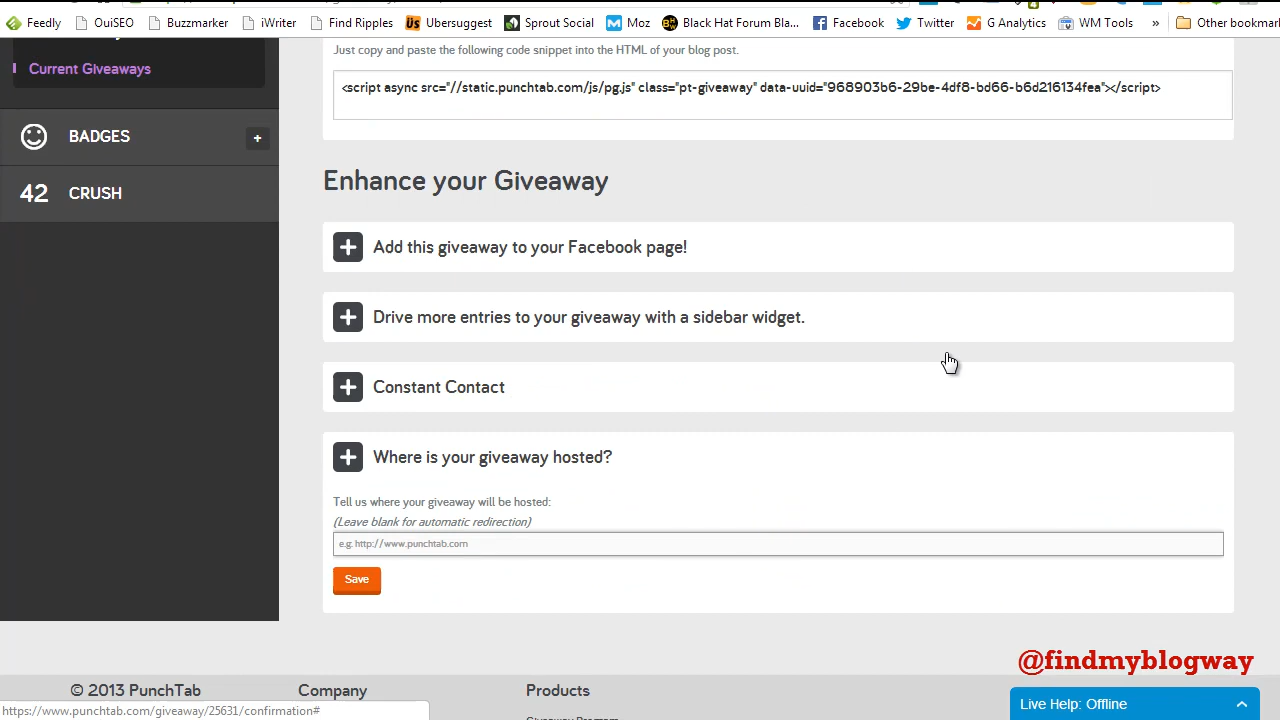 Feedly
OuiSEO
Buzzmarker
iWriter
Find Ripples
Üs Ubersuggest
Sprout Social
Moz
Black Hat Forum Bla...
Facebook
Twitter
G Analytics
WM Tools
»
Other bookmar
Just copy and paste the following code snippet into the HTML of your blog post.
Current Giveaways
<script async src="//static.punchtab.com/js/pg.js" class="pt-giveaway" data-uuid="968903b6-29be-4df8-bd66-b6d216134fea"></script>
BADGES
+
Enhance your Giveaway
42 CRUSH
+ Add this giveaway to your Facebook page!
+ Drive more entries to your giveaway with a sidebar widget.
+ Constant Contact
+ Where is your giveaway hosted?
Tell us where your giveaway will be hosted:
(Leave blank for automatic redirection)
e.g. http://www.punchtab.com
Save
@findmyblogway
© 2013 PunchTab
Company
Products
Live Help: Offline
https://www.punchtab.com/giveaway/25631/confirmation#
Giveaway Program